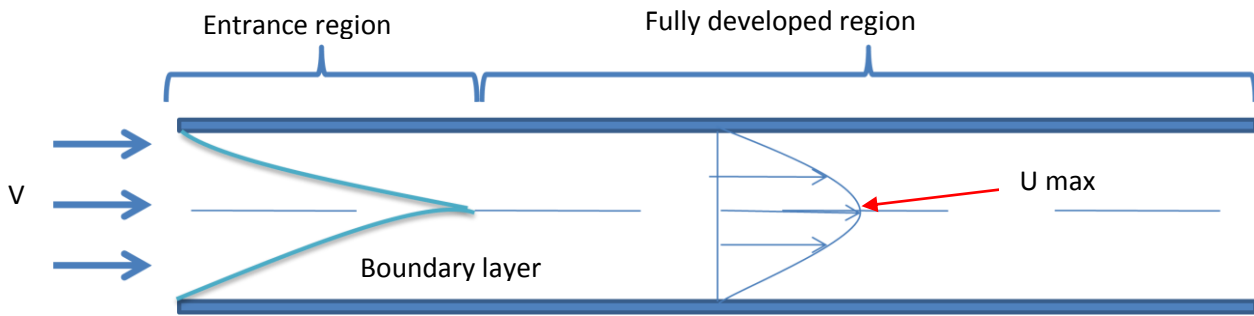 Entrance region
Fully developed region
V
U max
Boundary layer